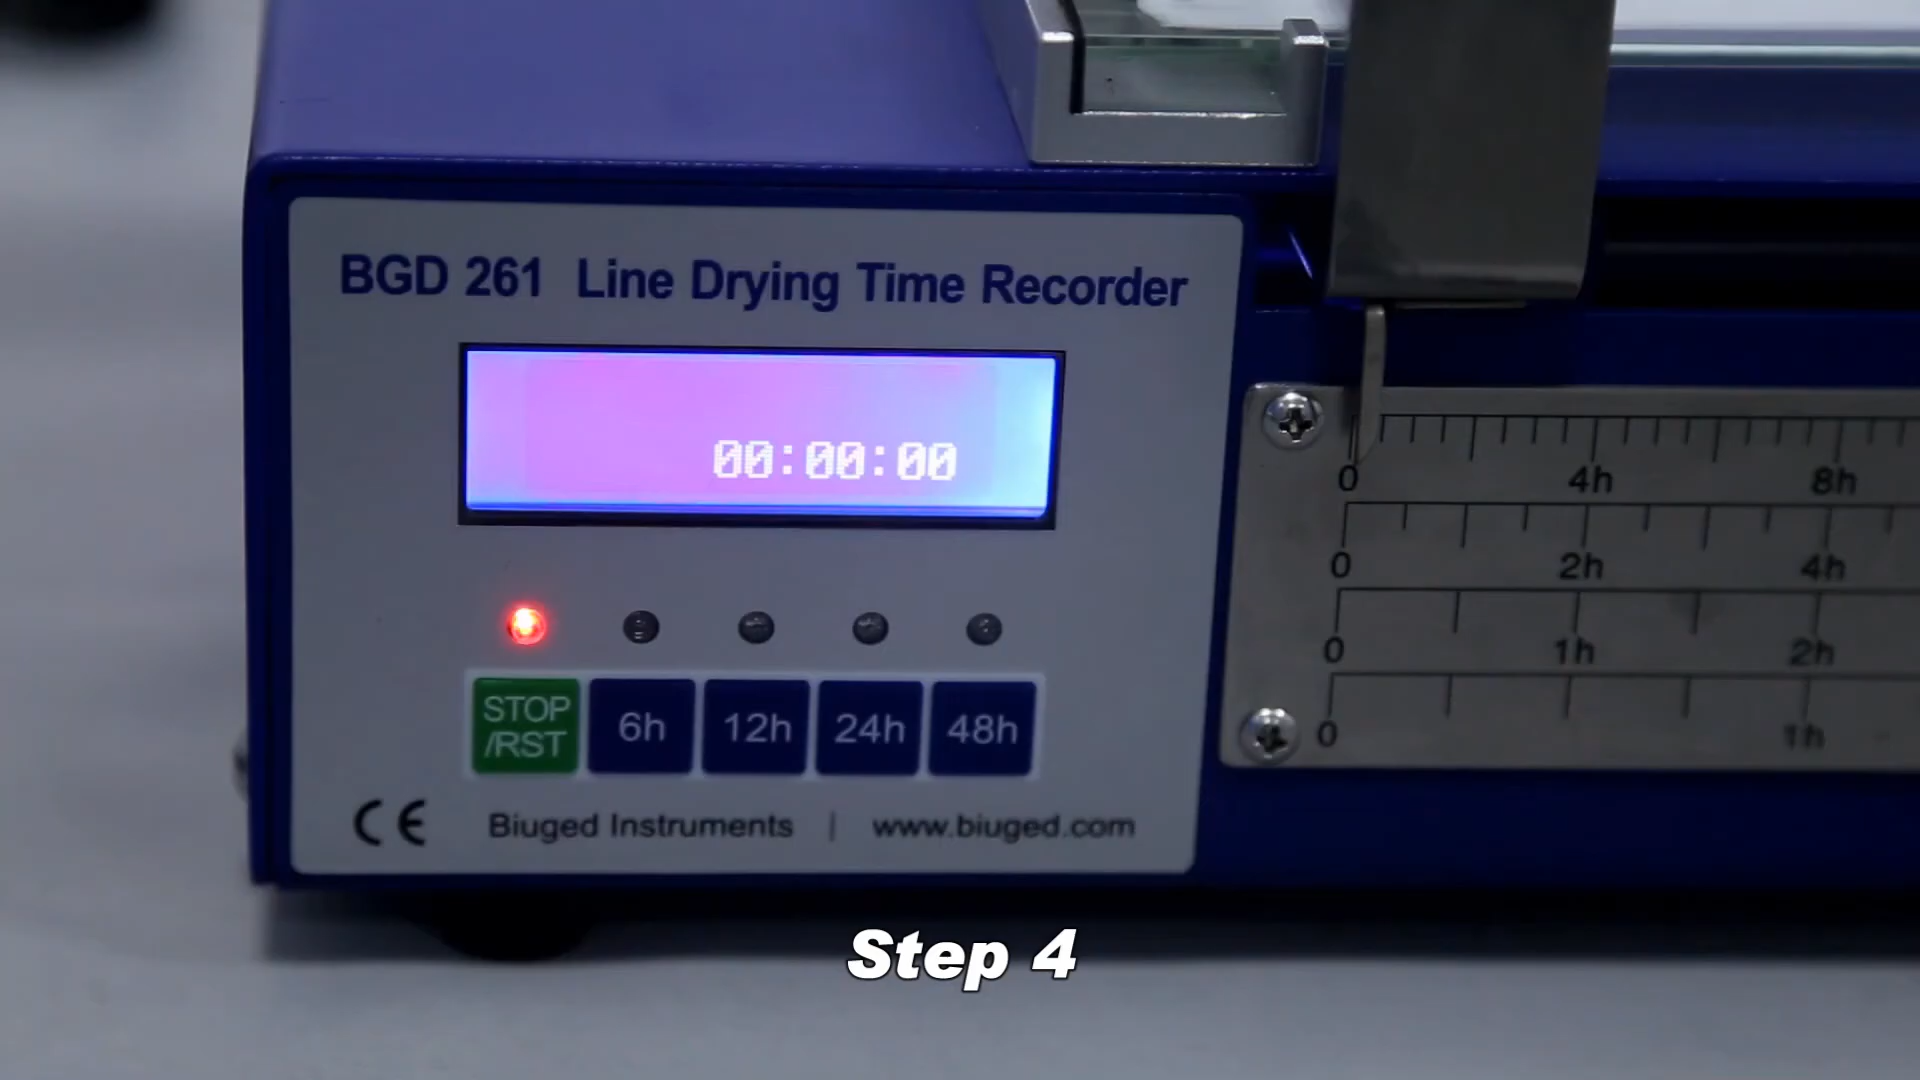 BGD 261 Line Drying Time Recorder
00:00:00
STOP
/RST
6h
12h
24h
48h
CE Biuged Instruments | www.biuged.com
0 4h 8h
0 2h 4h
0 1h 2h
0 1h
Step 4